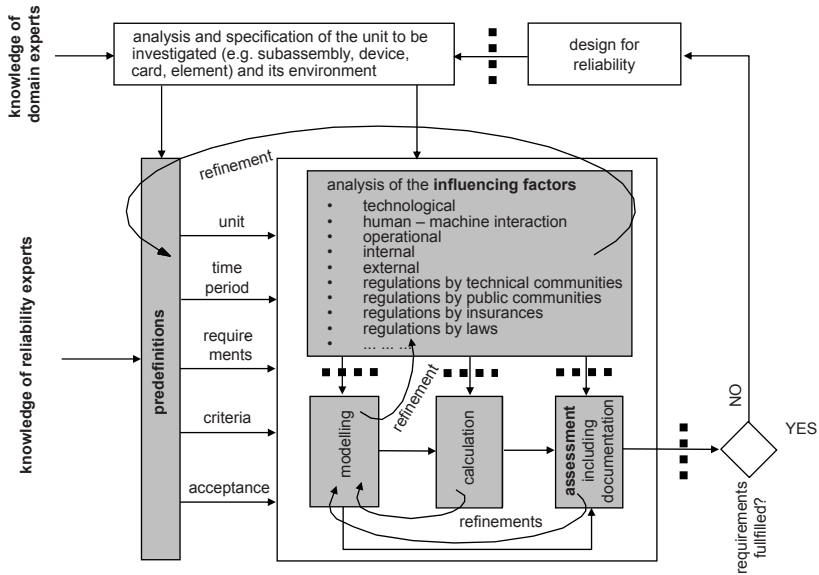 knowledge of
domain experts
analysis and specification of the unit to be
investigated (e.g. subassembly, device,
card, element) and its environment
design for
reliability
refinement
knowledge of reliability experts
predefinitions
unit
time
period
require
ments
criteria
acceptance
analysis of the influencing factors
• technological
• human – machine interaction
• operational
• internal
• external
• regulations by technical communities
• regulations by public communities
• regulations by insurances
• regulations by laws
• ... ... ...
refinement
modelling
calculation
assessment
including
documentation
refinements
NO
YES
requirements
fullfilled?